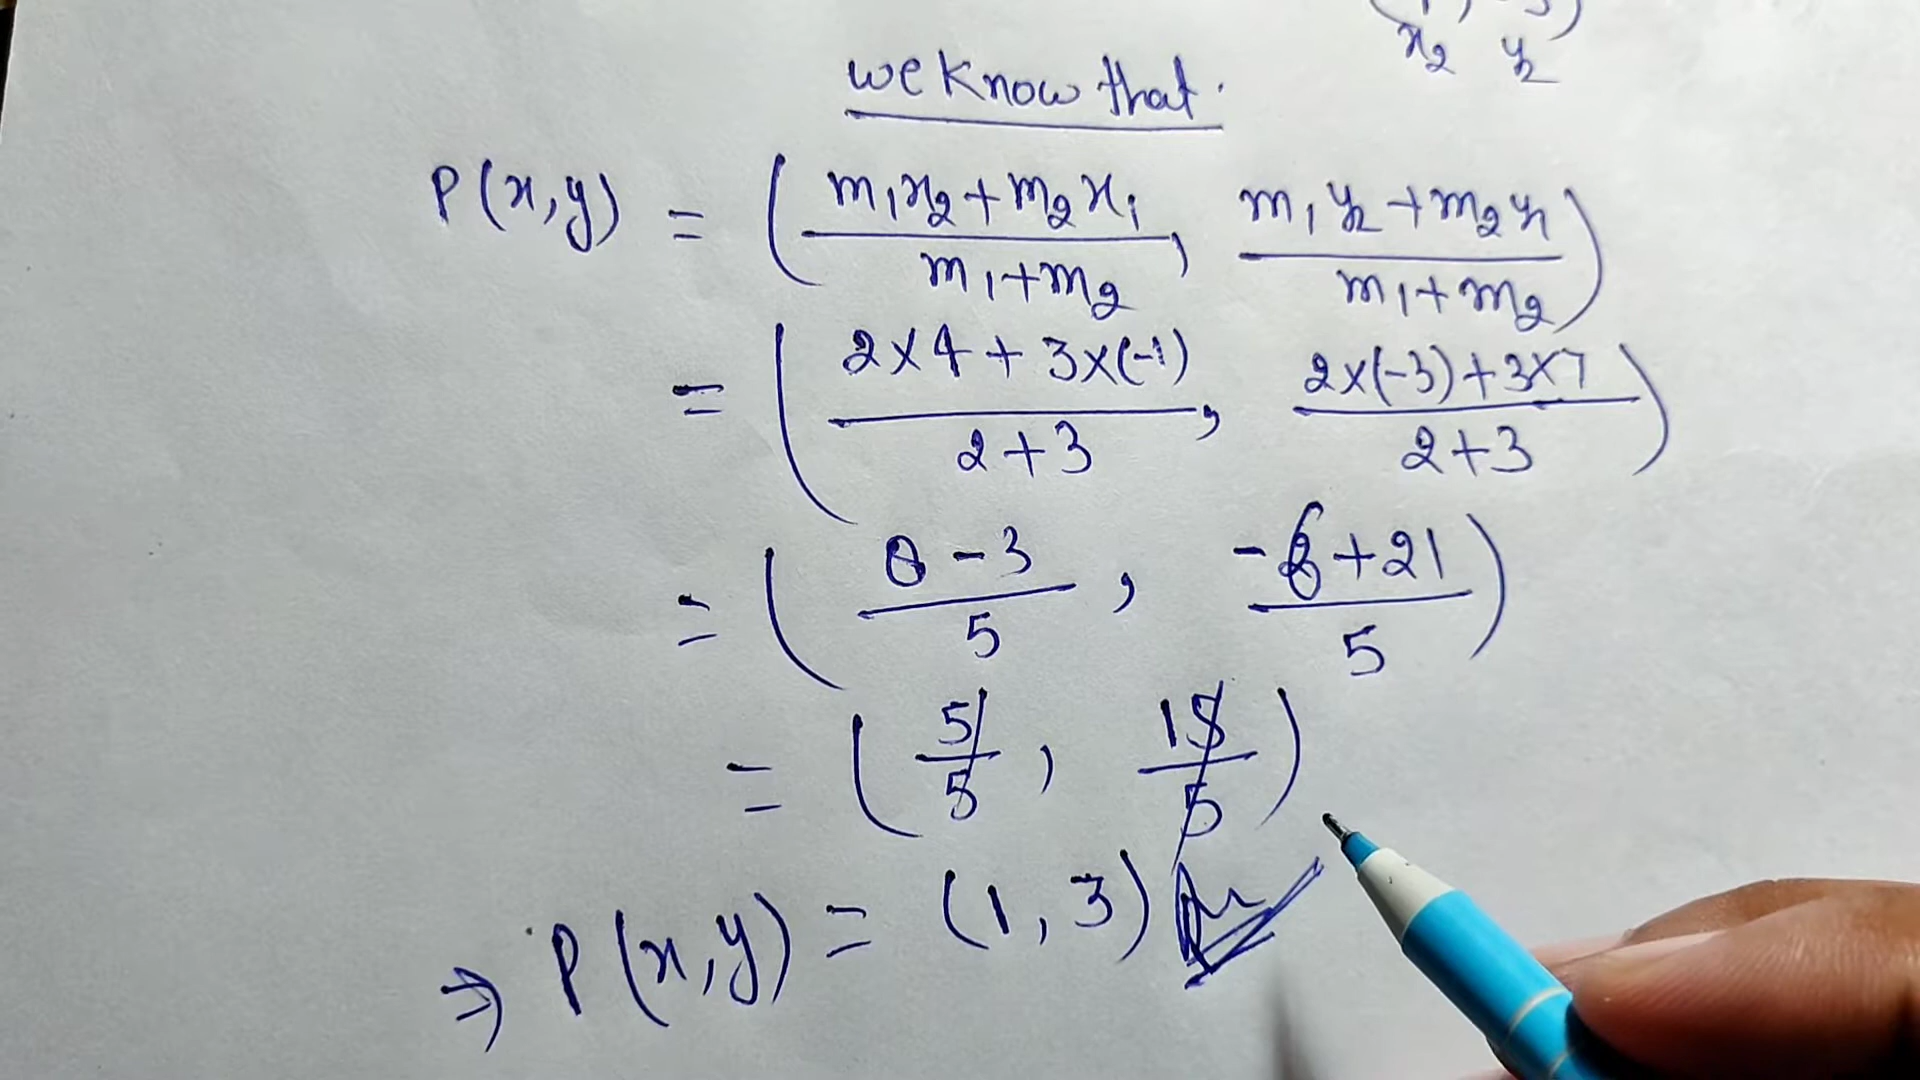 x₂ y₂
we know that.
P(x,y) = (m₁x₂+m₂x₁/m₁+m₂, m₁y₂+m₂y₁/m₁+m₂)
= (2×4+3×(-1)/2+3, 2×(-3)+3×7/2+3)
= (8-3/5, -6+21/5)
= (5/5, 15/5)
⇒ P(x,y) = (1,3)